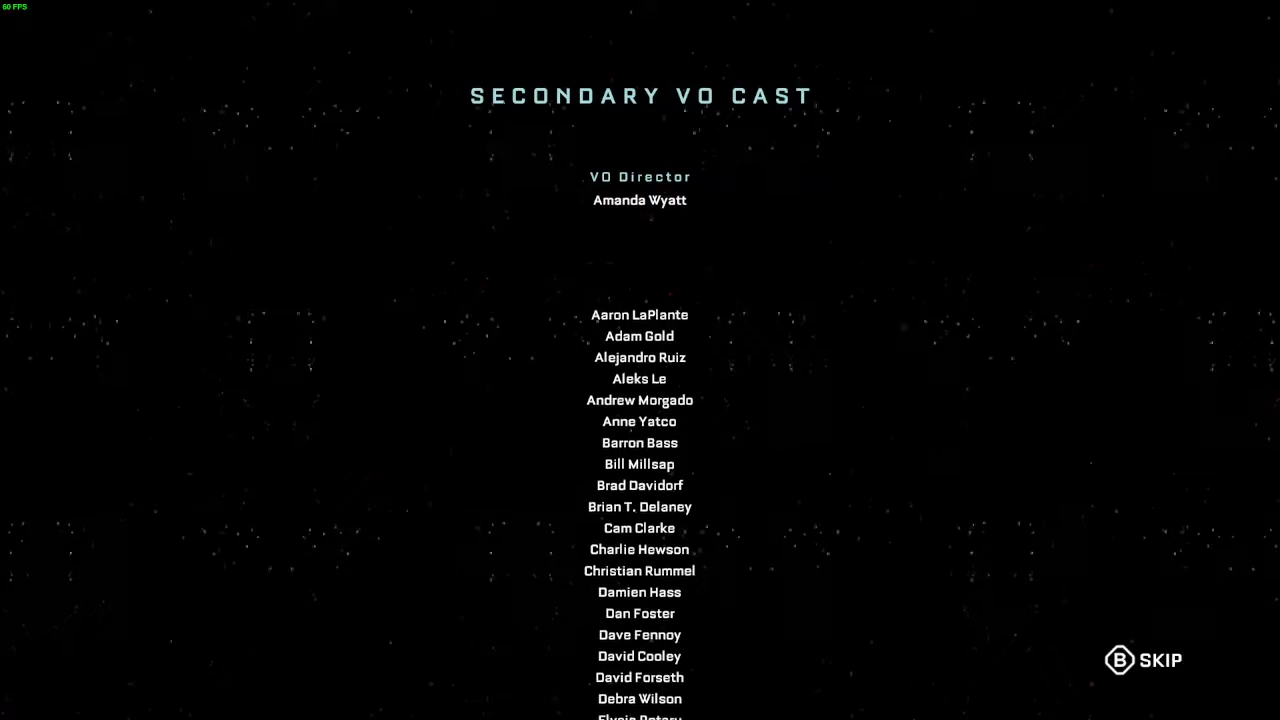 60 FPS
SECONDARY VO CAST
VO Director
Amanda Wyatt
Aaron LaPlante
Adam Gold
Alejandro Ruiz
Aleks Le
Andrew Morgado
Anne Yatco
Barron Bass
Bill Millsap
Brad Davidorf
Brian T. Delaney
Cam Clarke
Charlie Hewson
Christian Rummel
Damien Hass
Dan Foster
Dave Fennoy
David Cooley
David Forseth
Debra Wilson
B SKIP